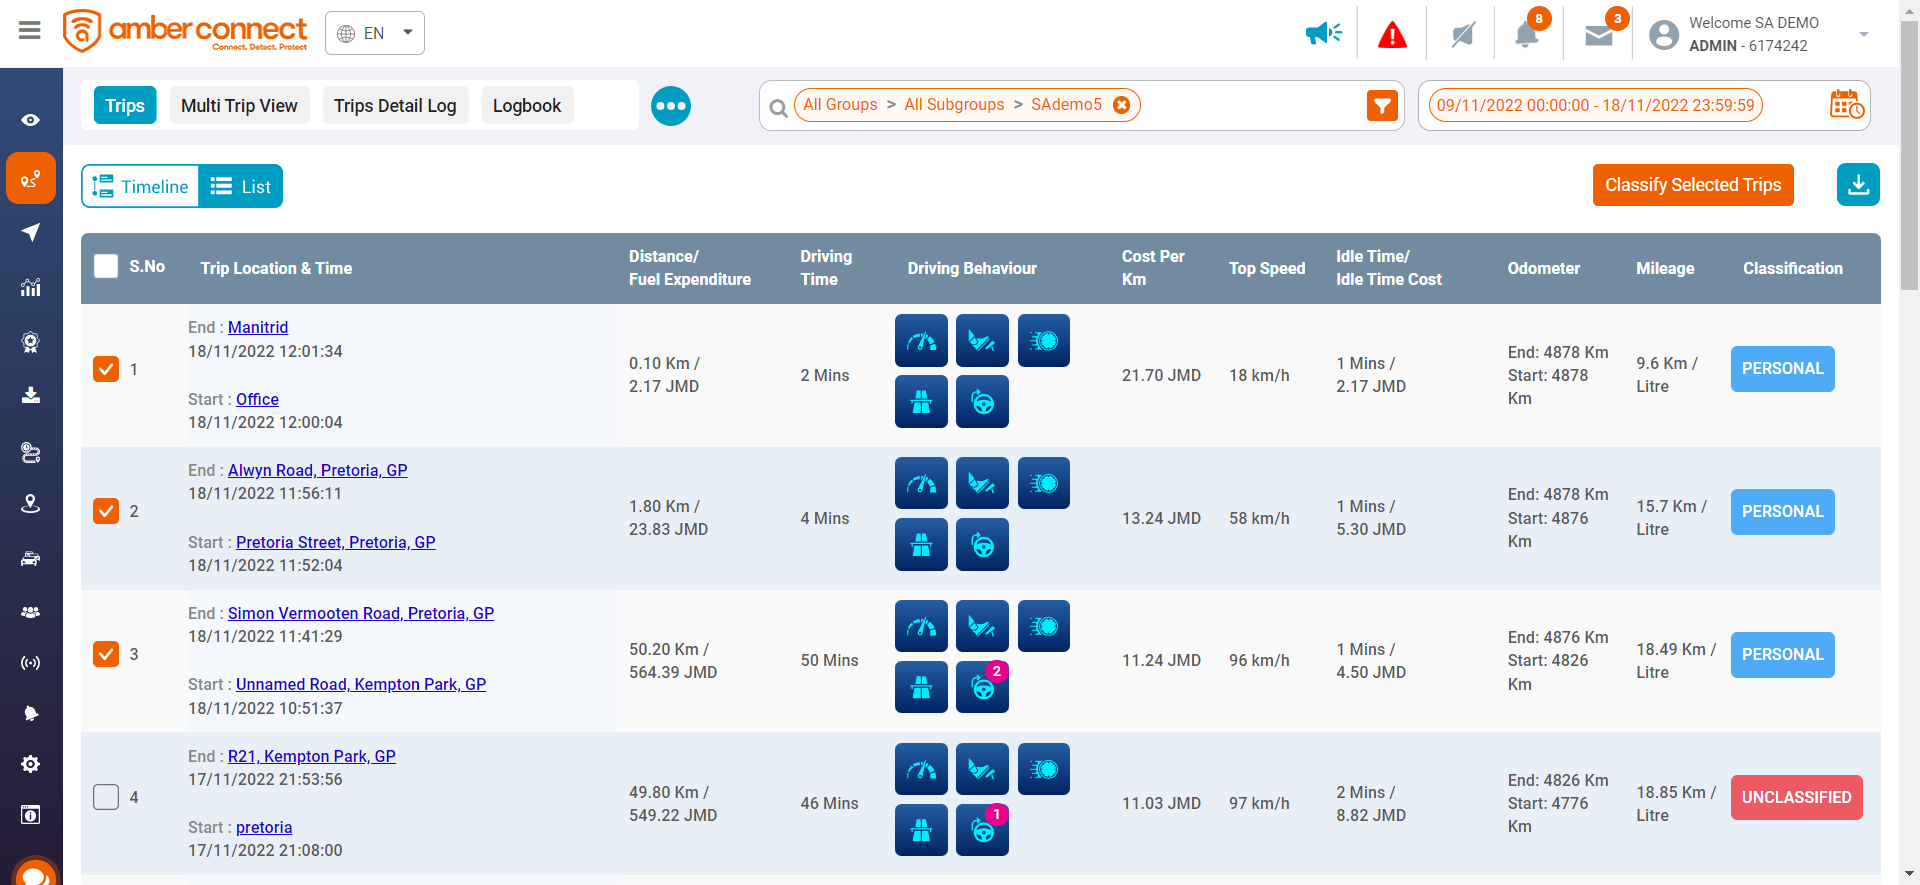 amber connect
Connect. Detect. Protect
EN
8
3
Welcome SA DEMO
ADMIN - 6174242
Trips
Multi Trip View
Trips Detail Log
Logbook
All Groups > All Subgroups > SAdemo5
09/11/2022 00:00:00 - 18/11/2022 23:59:59
Timeline
List
Classify Selected Trips
S.No
Trip Location & Time
Distance/
Fuel Expenditure
Driving
Time
Driving Behaviour
Cost Per
Km
Top Speed
Idle Time/
Idle Time Cost
Odometer
Mileage
Classification
1
End : Manitrid
18/11/2022 12:01:34
Start : Office
18/11/2022 12:00:04
0.10 Km /
2.17 JMD
2 Mins
21.70 JMD
18 km/h
1 Mins /
2.17 JMD
End: 4878 Km
Start: 4878
Km
9.6 Km /
Litre
PERSONAL
2
End : Alwyn Road, Pretoria, GP
18/11/2022 11:56:11
Start : Pretoria Street, Pretoria, GP
18/11/2022 11:52:04
1.80 Km /
23.83 JMD
4 Mins
13.24 JMD
58 km/h
1 Mins /
5.30 JMD
End: 4878 Km
Start: 4876
Km
15.7 Km /
Litre
PERSONAL
3
End : Simon Vermooten Road, Pretoria, GP
18/11/2022 11:41:29
Start : Unnamed Road, Kempton Park, GP
18/11/2022 10:51:37
50.20 Km /
564.39 JMD
50 Mins
2
11.24 JMD
96 km/h
1 Mins /
4.50 JMD
End: 4876 Km
Start: 4826
Km
18.49 Km /
Litre
PERSONAL
4
End : R21, Kempton Park, GP
17/11/2022 21:53:56
Start : pretoria
17/11/2022 21:08:00
49.80 Km /
549.22 JMD
46 Mins
1
11.03 JMD
97 km/h
2 Mins /
8.82 JMD
End: 4826 Km
Start: 4776
Km
18.85 Km /
Litre
UNCLASSIFIED